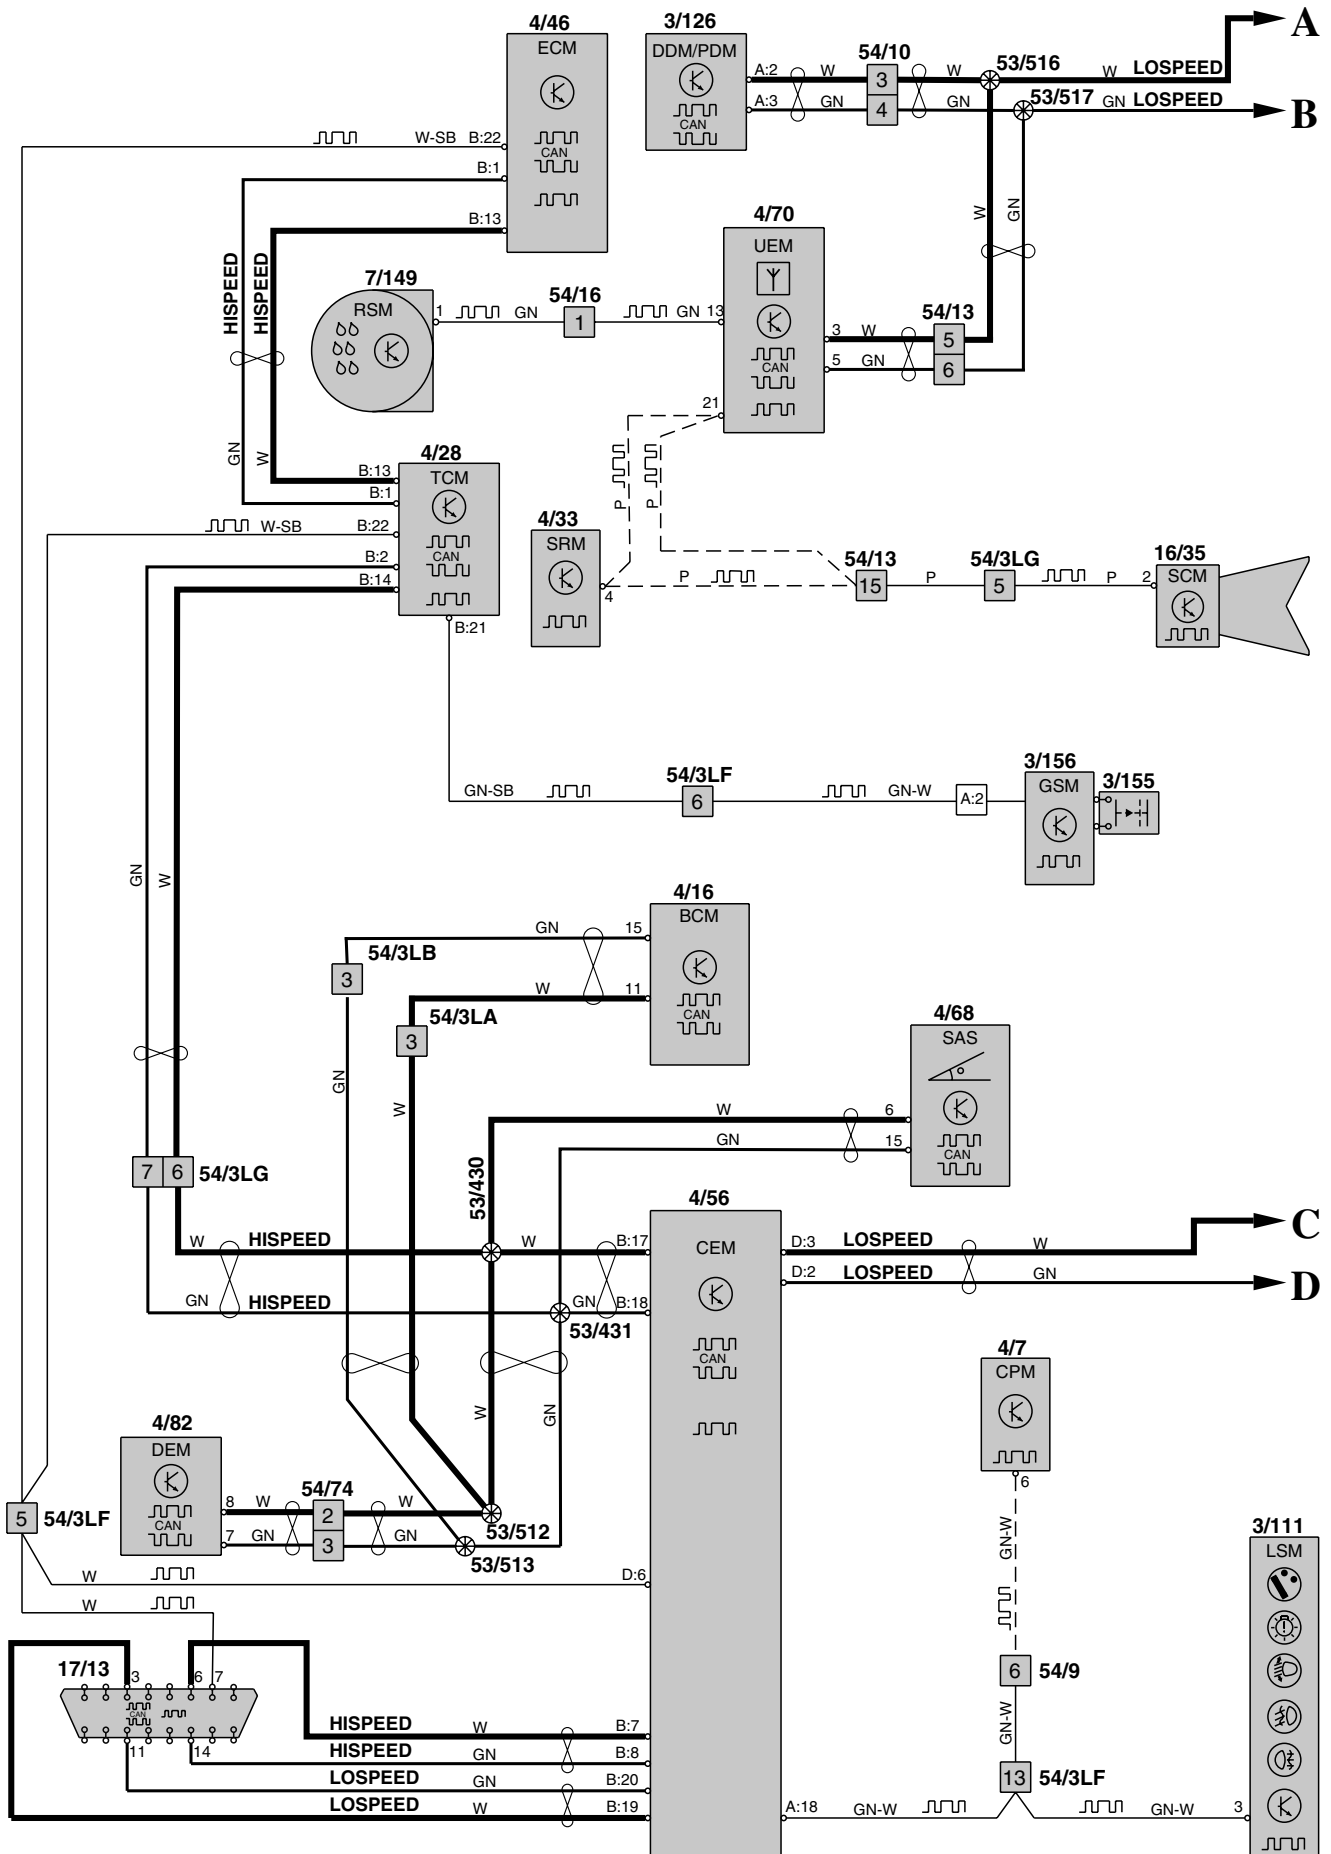 4/46
3/126
A
ECM
DDM/PDM
54/10
53/516
A:2
W
3
W
W
LOSPEED
CAN
A:3
GN
4
GN
53/517
GN
LOSPEED
B
W-SB
B:22
CAN
B:1
B:13
4/70
W
GN
UEM
HISPEED
HISPEED
7/149
RSM
1
GN
54/16
1
GN
13
54/13
3
W
5
CAN
5
GN
6
21
GN
W
4/28
P
P
B:13
TCM
B:1
W-SB
B:22
4/33
SRM
54/13
54/3LG
16/35
B:2
CAN
B:14
4
P
15
P
5
P
2
SCM
B:21
54/3LF
3/156
3/155
GN-SB
6
GN-W
A:2
GSM
GN
W
4/16
GN
15
BCM
54/3LB
3
W
11
CAN
54/3LA
3
4/68
SAS
GN
W
W
6
GN
15
CAN
7
6
54/3LG
53/430
4/56
W
HISPEED
W
B:17
CEM
D:3
LOSPEED
W
C
D:2
LOSPEED
GN
D
GN
HISPEED
GN
B:18
53/431
CAN
4/7
CPM
W
GN
4/82
DEM
54/74
8
W
2
W
6
5
54/3LF
CAN
53/512
7
GN
3
GN
53/513
GN-W
3/111
LSM
W
D:6
W
17/13
3
6
7
6
54/9
CAN
HISPEED
W
B:7
GN-W
11
14
HISPEED
GN
B:8
LOSPEED
GN
B:20
13
54/3LF
LOSPEED
W
B:19
A:18
GN-W
GN-W
3